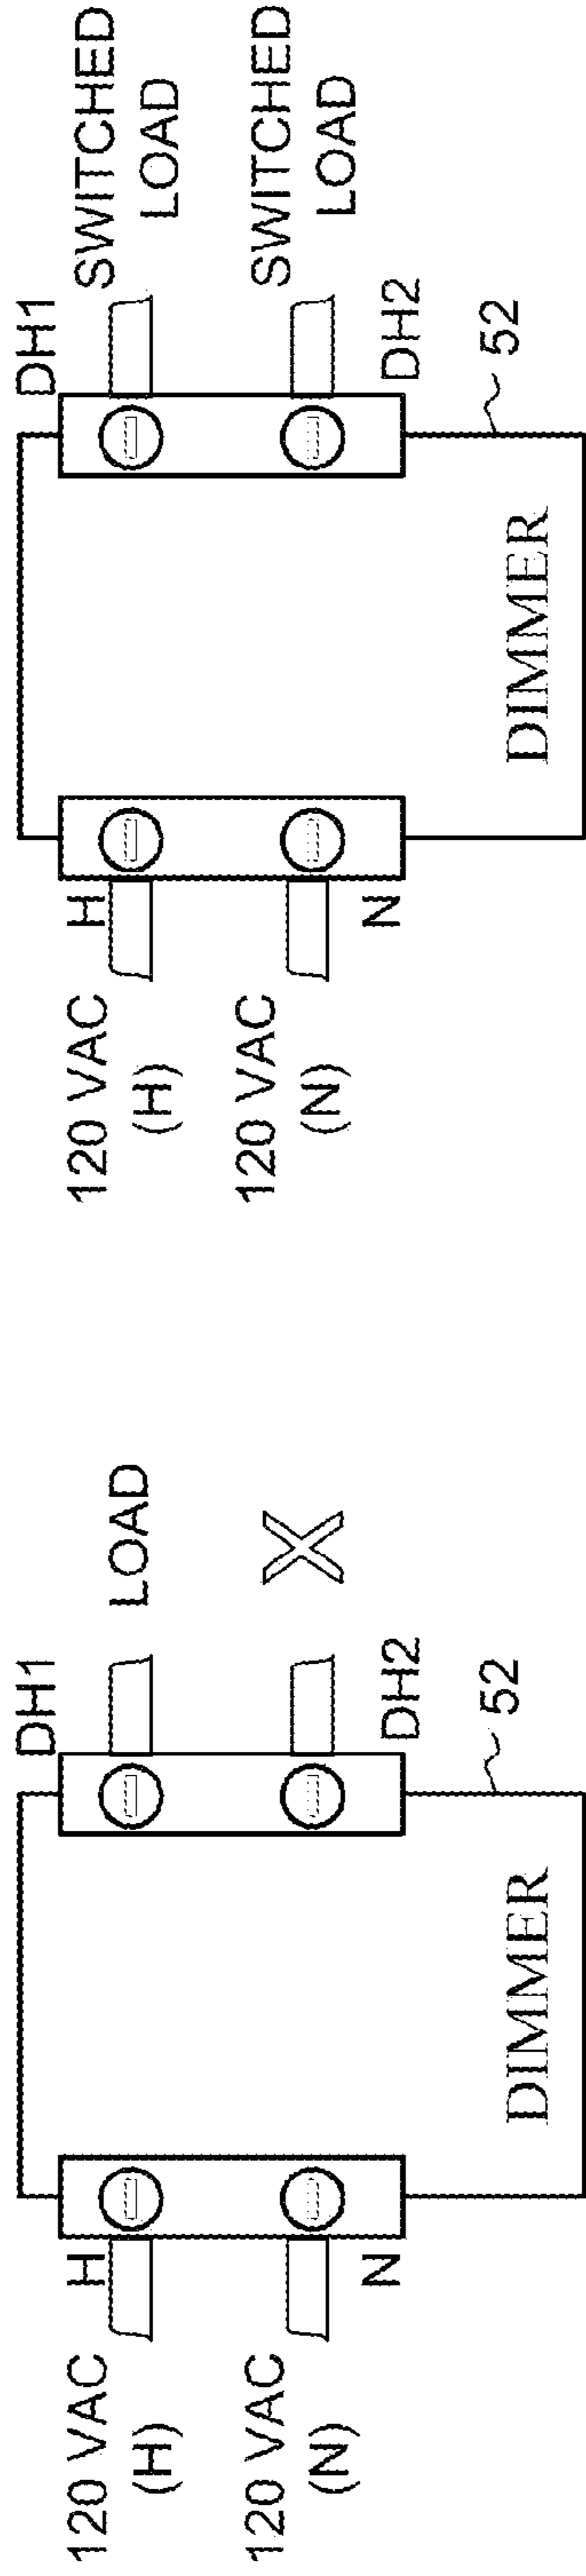 120 VAC
(H)
H
DH1
LOAD
120 VAC
(N)
N
DH2
X
DIMMER
52
120 VAC
(H)
H
DH1
SWITCHED
LOAD
120 VAC
(N)
N
DH2
SWITCHED
LOAD
DIMMER
52